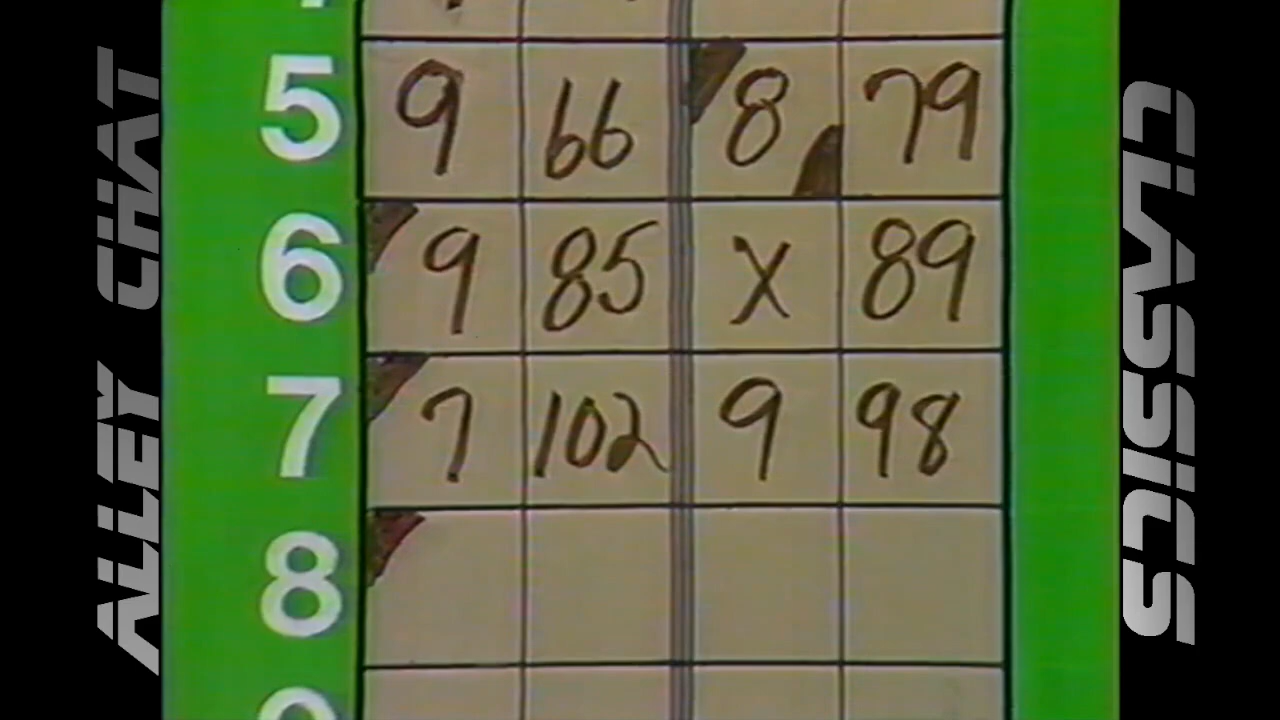 ALLEY CHAT
5 9 66 8 79
6 9 85 X 89
7 7 102 9 98
8
CLASSICS